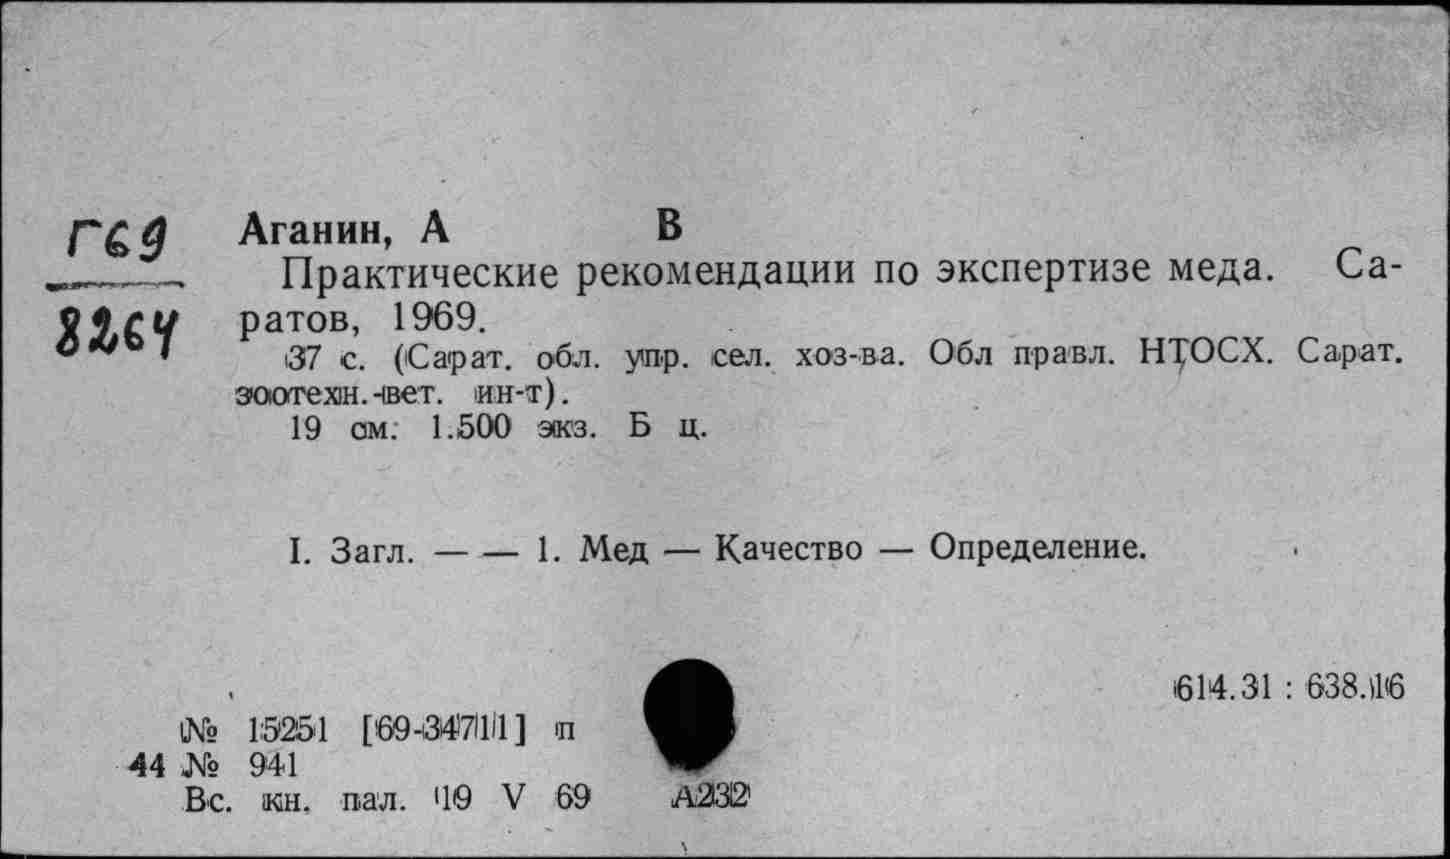 Г69
8264
Аганин, А В
Практические рекомендации по экспертизе меда. Са-
ратов, 1969.
37 с. (Сарат. обл. упр. сел. хоз-ва. Обл правл. НТОСХ. Сарат.
зоотехн.-вет. ин-т).
19 см. 1.500 экз. Б ц.
I. Загл. — — 1. Мед — Качество — Определение.
614.31 : 638.16
№ 15251 [69-34711] п
44 № 941
Вс. кн. пал. 19 V 69 А232